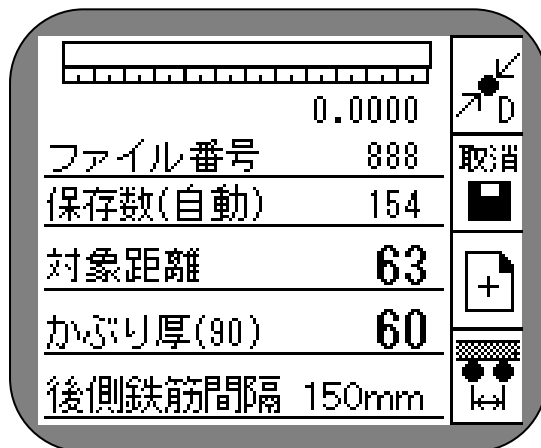 0.0000
ファイル番号 888
保存数(自動) 154
対象距離 63
かぶり厚(90) 60
後側鉄筋間隔 150mm
D
取消